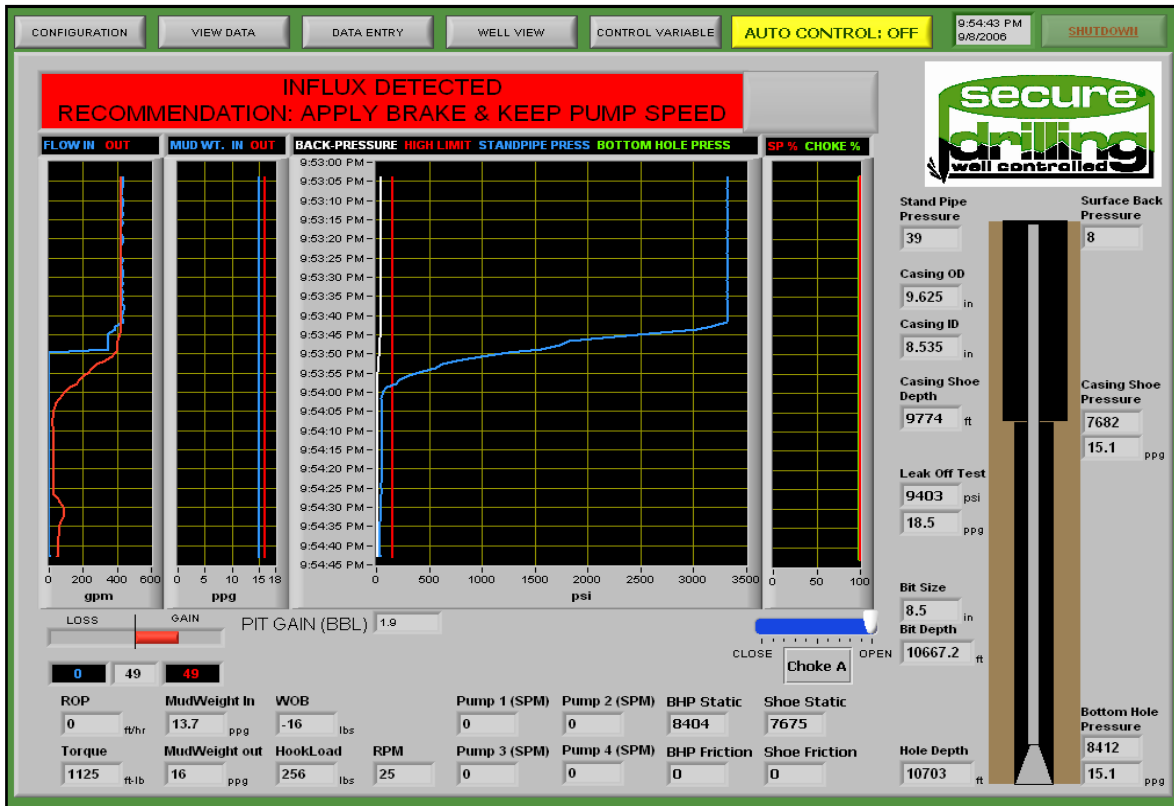 CONFIGURATION
VIEW DATA
DATA ENTRY
WELL VIEW
CONTROL VARIABLE
AUTO CONTROL: OFF
9:54:43 PM
9/8/2006
SHUTDOWN
INFLUX DETECTED
RECOMMENDATION: APPLY BRAKE & KEEP PUMP SPEED
secure
drilling
well controlled
FLOW IN OUT
MUD WT. IN OUT
BACK-PRESSURE HIGH LIMIT STANDPIPE PRESS BOTTOM HOLE PRESS
SP % CHOKE %
9:53:00 PM
9:53:05 PM
9:53:10 PM
9:53:15 PM
9:53:20 PM
9:53:25 PM
9:53:30 PM
9:53:35 PM
9:53:40 PM
9:53:45 PM
9:53:50 PM
9:53:55 PM
9:54:00 PM
9:54:05 PM
9:54:10 PM
9:54:15 PM
9:54:20 PM
9:54:25 PM
9:54:30 PM
9:54:35 PM
9:54:40 PM
9:54:45 PM
0 200 400 600
gpm
0 5 10 15 18
ppg
0 500 1000 1500 2000 2500 3000 3500
psi
0 50 100
Stand Pipe
Pressure
39
Surface Back
Pressure
8
Casing OD
9.625 in
Casing ID
8.535 in
Casing Shoe
Depth
9774 ft
Casing Shoe
Pressure
7682
15.1 ppg
Leak Off Test
9403 psi
18.5 ppg
Bit Size
8.5 in
Bit Depth
10667.2 ft
Bottom Hole
Pressure
8412
15.1 ppg
Hole Depth
10703 ft
LOSS GAIN
PIT GAIN (BBL) 1.9
0 49 49
CLOSE OPEN
Choke A
ROP
0 ft/hr
MudWeight In
13.7 ppg
WOB
-16 lbs
Pump 1 (SPM)
0
Pump 2 (SPM)
0
BHP Static
8404
Shoe Static
7675
Torque
1125 ft-lb
MudWeight out
16 ppg
HookLoad
256 lbs
RPM
25
Pump 3 (SPM)
0
Pump 4 (SPM)
0
BHP Friction
0
Shoe Friction
0